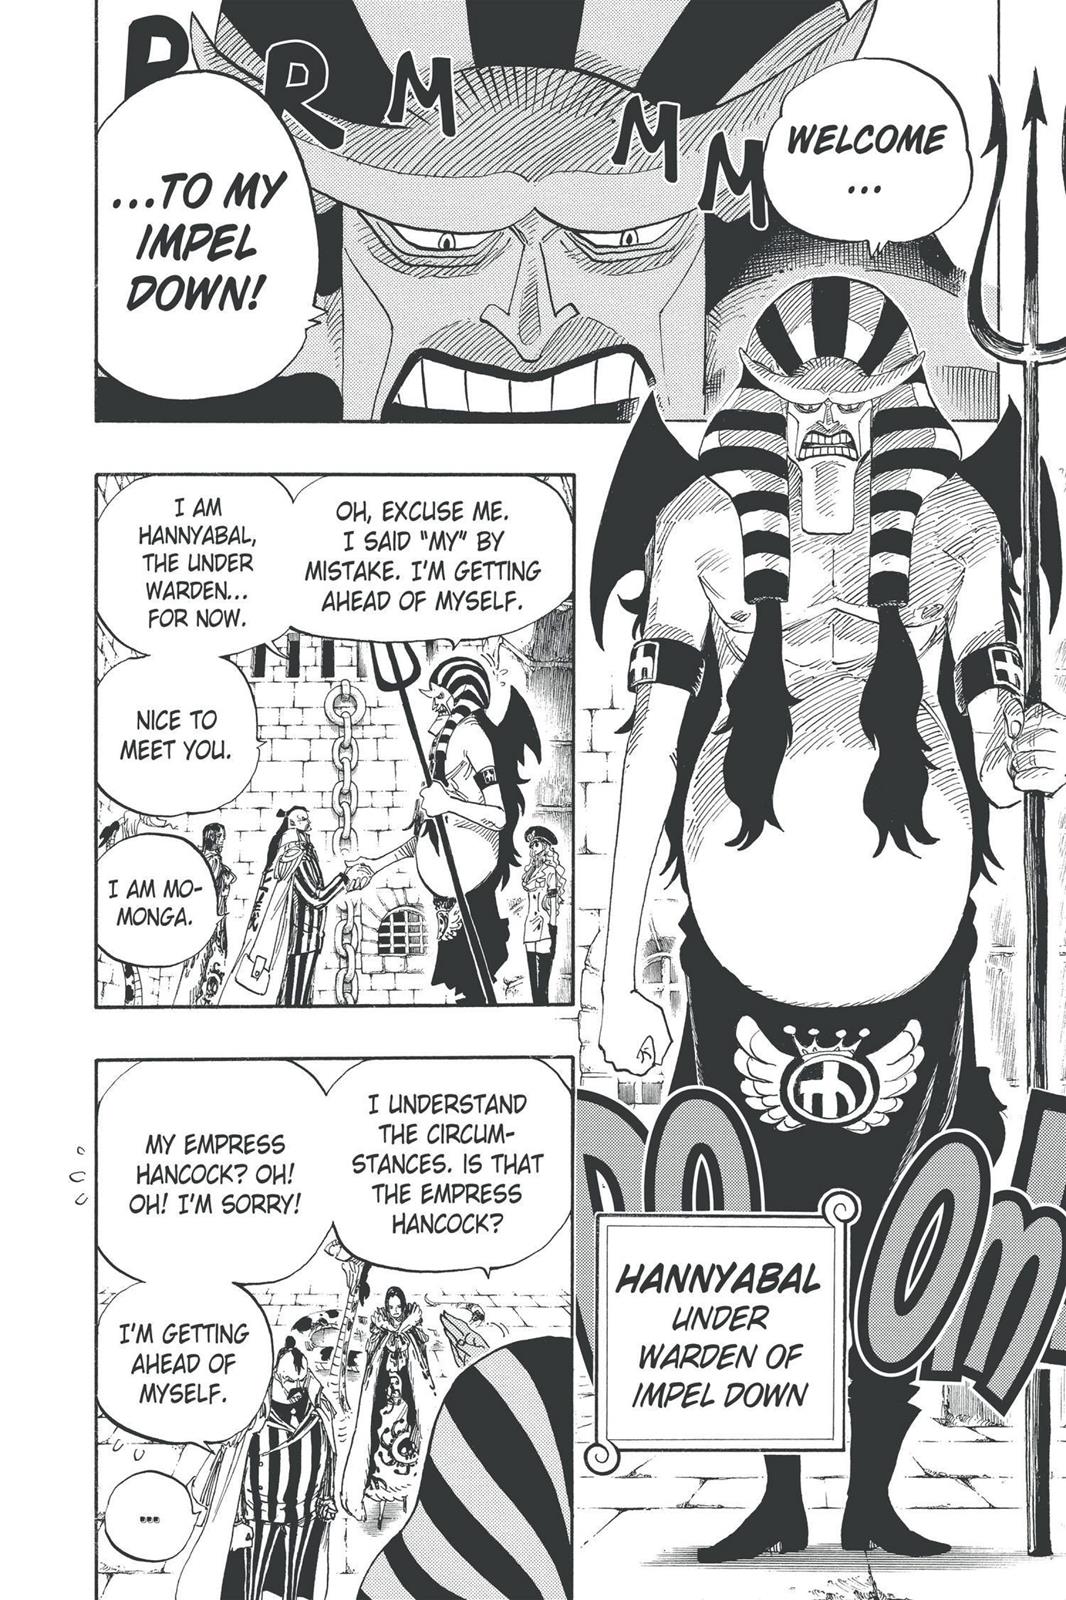 WELCOME
...
...TO MY
IMPEL
DOWN!
RRMMMM
OH, EXCUSE ME.
I SAID "MY" BY
MISTAKE. I'M GETTING
AHEAD OF MYSELF.
I AM
HANNYABAL,
THE UNDER
WARDEN...
FOR NOW.
NICE TO
MEET YOU.
I AM MO-
MONGA.
I UNDERSTAND
THE CIRCUM-
STANCES. IS THAT
THE EMPRESS
HANCOCK?
MY EMPRESS
HANCOCK? OH!
OH! I'M SORRY!
I'M GETTING
AHEAD OF
MYSELF.
...
HANNYABAL
UNDER
WARDEN OF
IMPEL DOWN